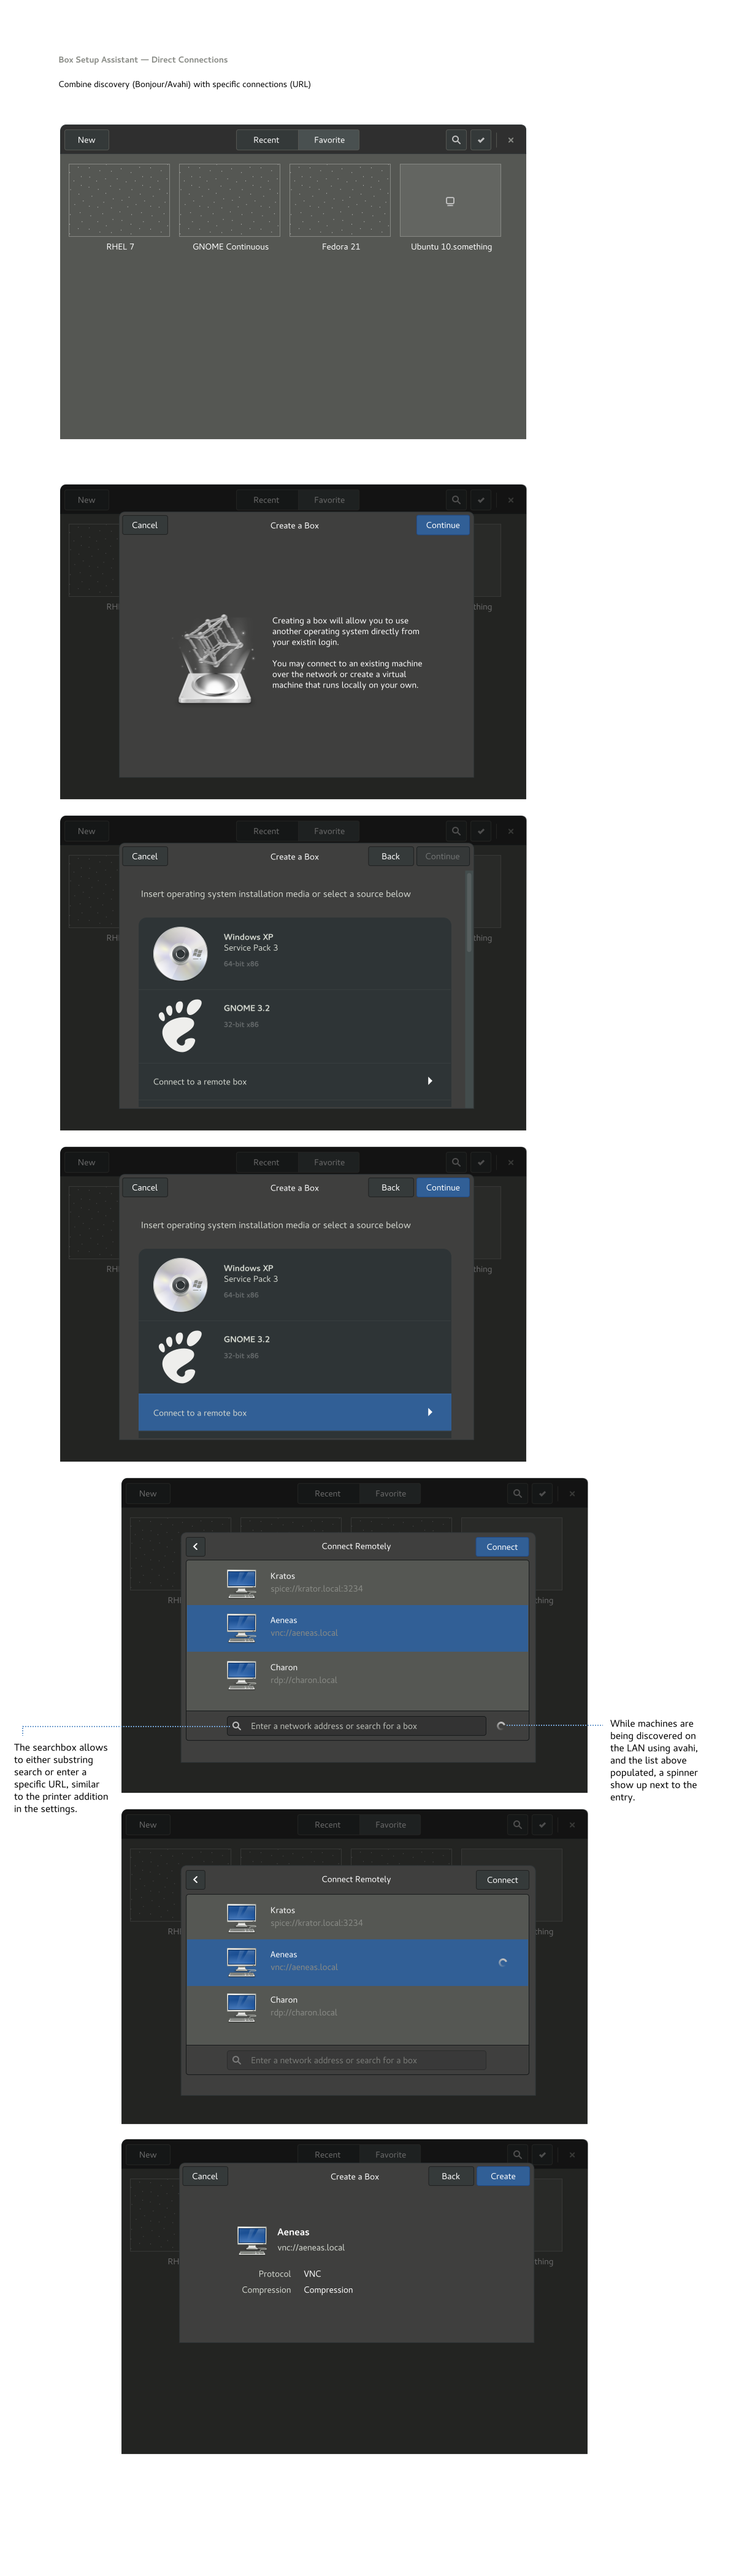 Box Setup Assistant — Direct Connections
Combine discovery (Bonjour/Avahi) with specific connections (URL)
New
Recent
Favorite
RHEL 7
GNOME Continuous
Fedora 21
Ubuntu 10.something
New
Recent
Favorite
Cancel
Create a Box
Continue
RH
thing
Creating a box will allow you to use
another operating system directly from
your existin login.
You may connect to an existing machine
over the network or create a virtual
machine that runs locally on your own.
New
Recent
Favorite
Cancel
Create a Box
Back
Continue
Insert operating system installation media or select a source below
Windows XP
Service Pack 3
64-bit x86
RH
thing
GNOME 3.2
32-bit x86
Connect to a remote box
New
Recent
Favorite
Cancel
Create a Box
Back
Continue
Insert operating system installation media or select a source below
Windows XP
Service Pack 3
64-bit x86
RH
thing
GNOME 3.2
32-bit x86
Connect to a remote box
New
Recent
Favorite
Connect Remotely
Connect
Kratos
spice://krator.local:3234
RH
thing
Aeneas
vnc://aeneas.local
Charon
rdp://charon.local
Enter a network address or search for a box
The searchbox allows
to either substring
search or enter a
specific URL, similar
to the printer addition
in the settings.
While machines are
being discovered on
the LAN using avahi,
and the list above
populated, a spinner
show up next to the
entry.
New
Recent
Favorite
Connect Remotely
Connect
Kratos
spice://krator.local:3234
RH
thing
Aeneas
vnc://aeneas.local
Charon
rdp://charon.local
Enter a network address or search for a box
New
Recent
Favorite
Cancel
Create a Box
Back
Create
Aeneas
vnc://aeneas.local
RH
thing
Protocol VNC
Compression Compression